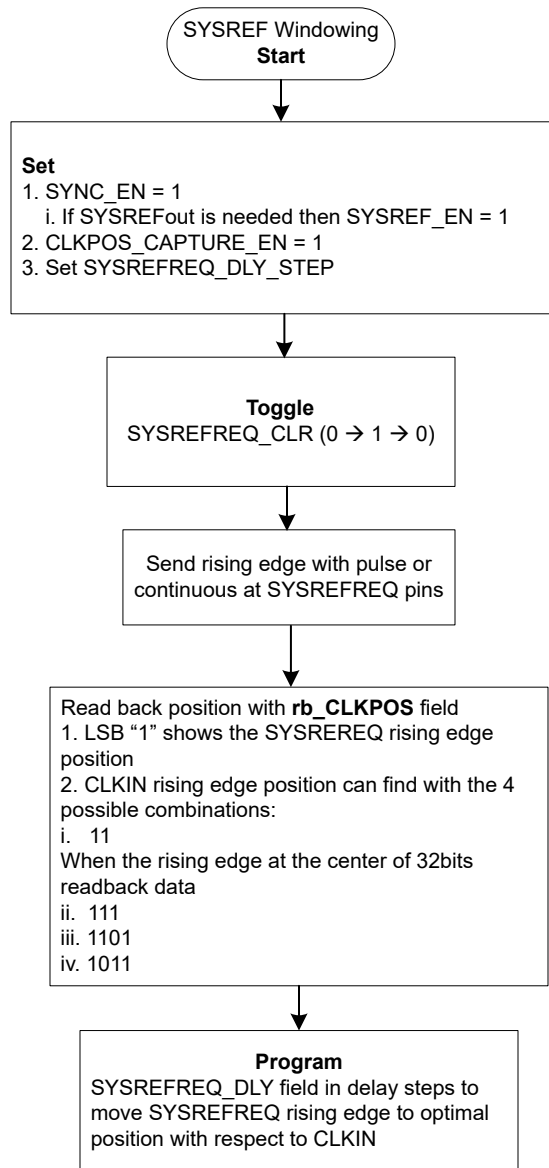 SYSREF Windowing
Start
Set
1. SYNC_EN = 1
i. If SYSREFout is needed then SYSREF_EN = 1
2. CLKPOS_CAPTURE_EN = 1
3. Set SYSREFREQ_DLY_STEP
Toggle
SYSREFREQ_CLR (0 → 1 → 0)
Send rising edge with pulse or
continuous at SYSREFREQ pins
Read back position with rb_CLKPOS field
1. LSB “1” shows the SYSREREQ rising edge
position
2. CLKIN rising edge position can find with the 4
possible combinations:
i. 11
When the rising edge at the center of 32bits
readback data
ii. 111
iii. 1101
iv. 1011
Program
SYSREFREQ_DLY field in delay steps to
move SYSREFREQ rising edge to optimal
position with respect to CLKIN